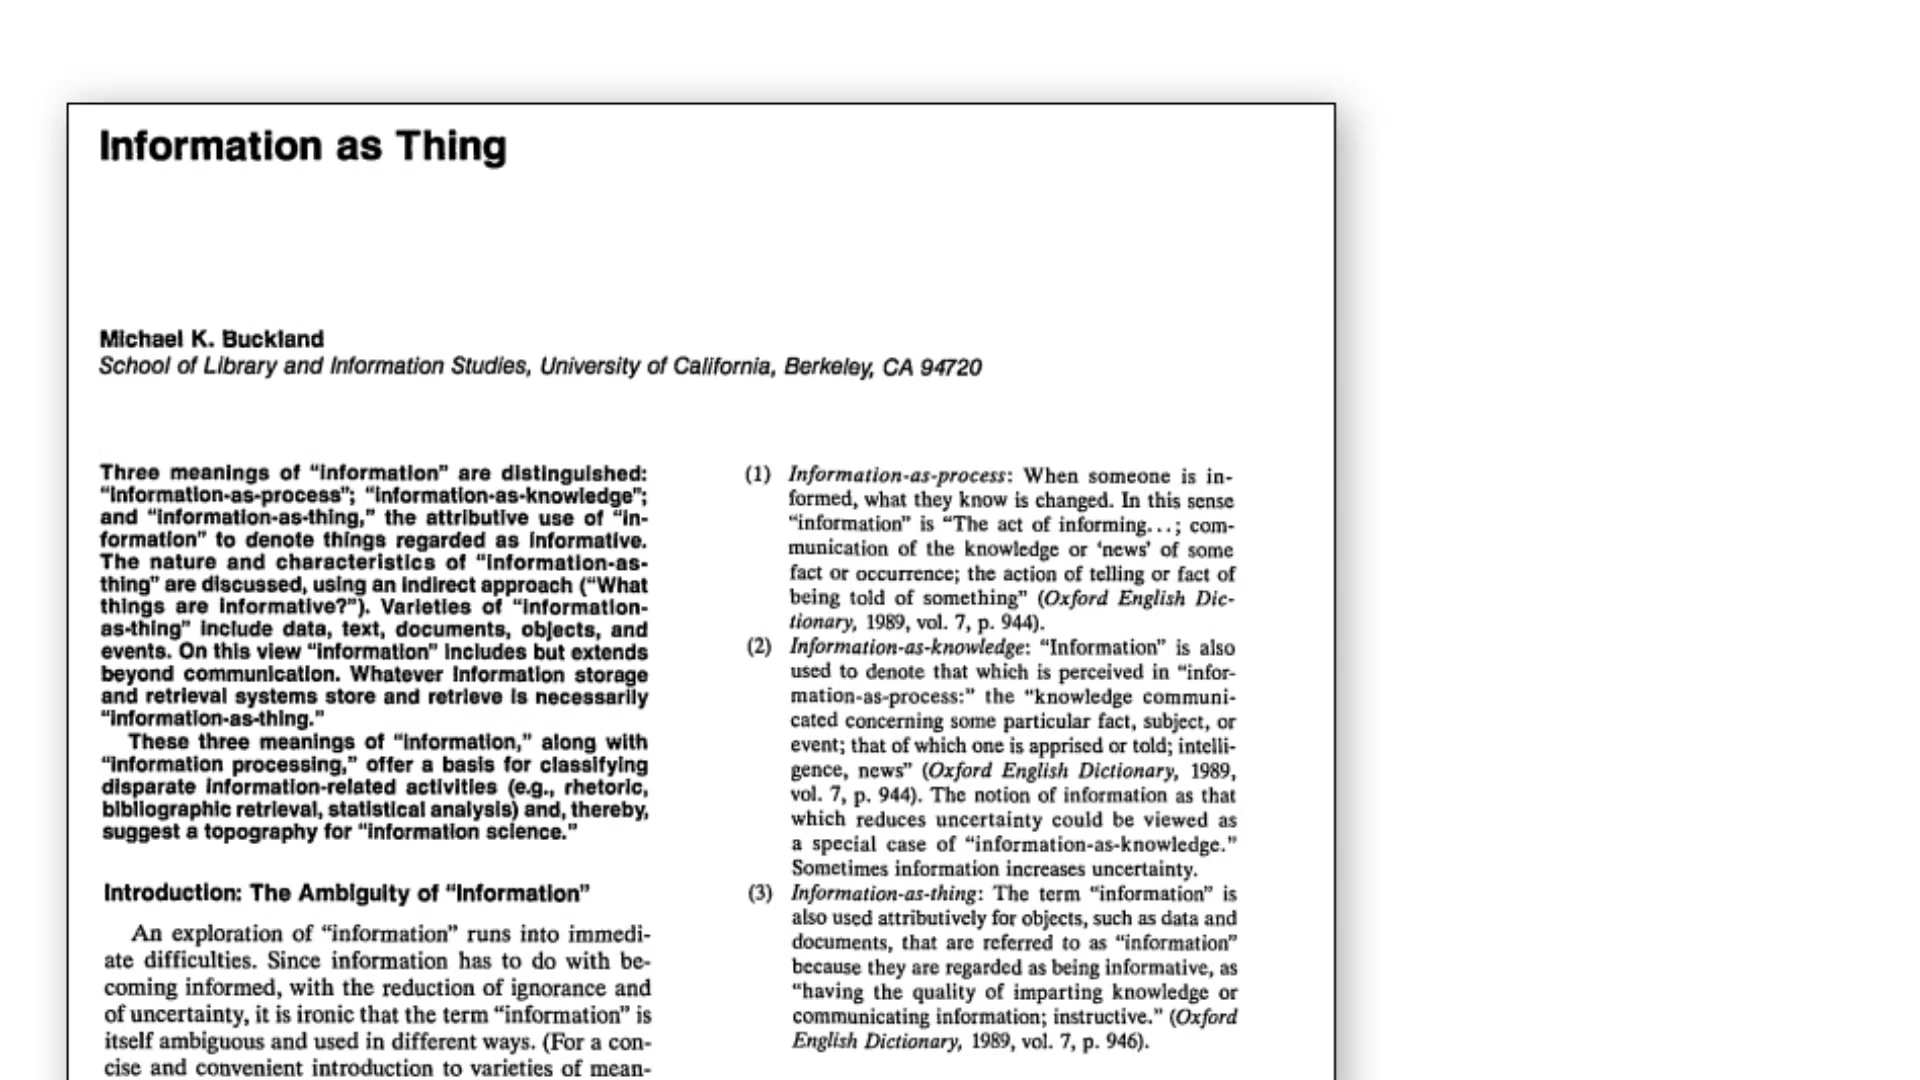 Information as Thing
Michael K. Buckland
School of Library and Information Studies, University of California, Berkeley, CA 94720
Three meanings of “information” are distinguished:
“Information-as-process”; “information-as-knowledge”;
and “information-as-thing,” the attributive use of “in-
formation” to denote things regarded as informative.
The nature and characteristics of “information-as-
thing” are discussed, using an indirect approach (“What
things are informative?”). Varieties of “information-
as-thing” include data, text, documents, objects, and
events. On this view “information” includes but extends
beyond communication. Whatever information storage
and retrieval systems store and retrieve is necessarily
“information-as-thing.”
These three meanings of “information,” along with
“information processing,” offer a basis for classifying
disparate information-related activities (e.g., rhetoric,
bibliographic retrieval, statistical analysis) and, thereby,
suggest a topography for “information science.”
Introduction: The Ambiguity of “Information”
An exploration of “information” runs into immedi-
ate difficulties. Since information has to do with be-
coming informed, with the reduction of ignorance and
of uncertainty, it is ironic that the term “information” is
itself ambiguous and used in different ways. (For a con-
cise and convenient introduction to varieties of mean-
(1) Information-as-process: When someone is in-
formed, what they know is changed. In this sense
“information” is “The act of informing...; com-
munication of the knowledge or ‘news’ of some
fact or occurrence; the action of telling or fact of
being told of something” (Oxford English Dic-
tionary, 1989, vol. 7, p. 944).
(2) Information-as-knowledge: “Information” is also
used to denote that which is perceived in “infor-
mation-as-process:” the “knowledge communi-
cated concerning some particular fact, subject, or
event; that of which one is apprised or told; intelli-
gence, news” (Oxford English Dictionary, 1989,
vol. 7, p. 944). The notion of information as that
which reduces uncertainty could be viewed as
a special case of “information-as-knowledge.”
Sometimes information increases uncertainty.
(3) Information-as-thing: The term “information” is
also used attributively for objects, such as data and
documents, that are referred to as “information”
because they are regarded as being informative, as
“having the quality of imparting knowledge or
communicating information; instructive.” (Oxford
English Dictionary, 1989, vol. 7, p. 946).